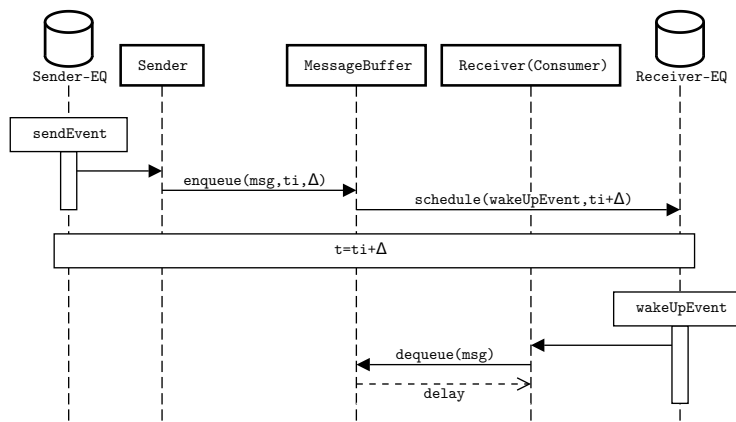 Sender-EQ
Sender
MessageBuffer
Receiver(Consumer)
Receiver-EQ
sendEvent
enqueue(msg,ti,Δ)
schedule(wakeUpEvent,ti+Δ)
t=ti+Δ
wakeUpEvent
dequeue(msg)
delay